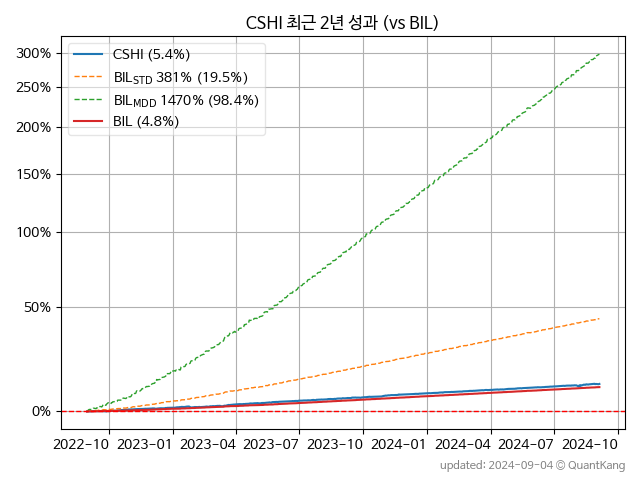 CSHI 최근 2년 성과 (vs BIL)
CSHI (5.4%)
BIL_STD 381% (19.5%)
BIL_MDD 1470% (98.4%)
BIL (4.8%)
300%
250%
200%
150%
100%
50%
0%
2022-10 2023-01 2023-04 2023-07 2023-10 2024-01 2024-04 2024-07 2024-10
updated: 2024-09-04 © QuantKang